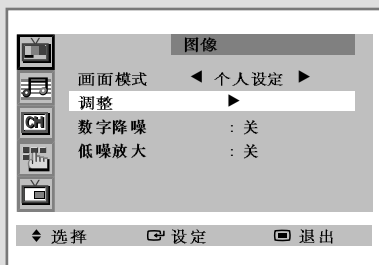 图像
画面模式 ◀ 个人设定 ▶
调整 ▶
数字降噪 : 关
CH
低噪放大 : 关
选择 设定 退出